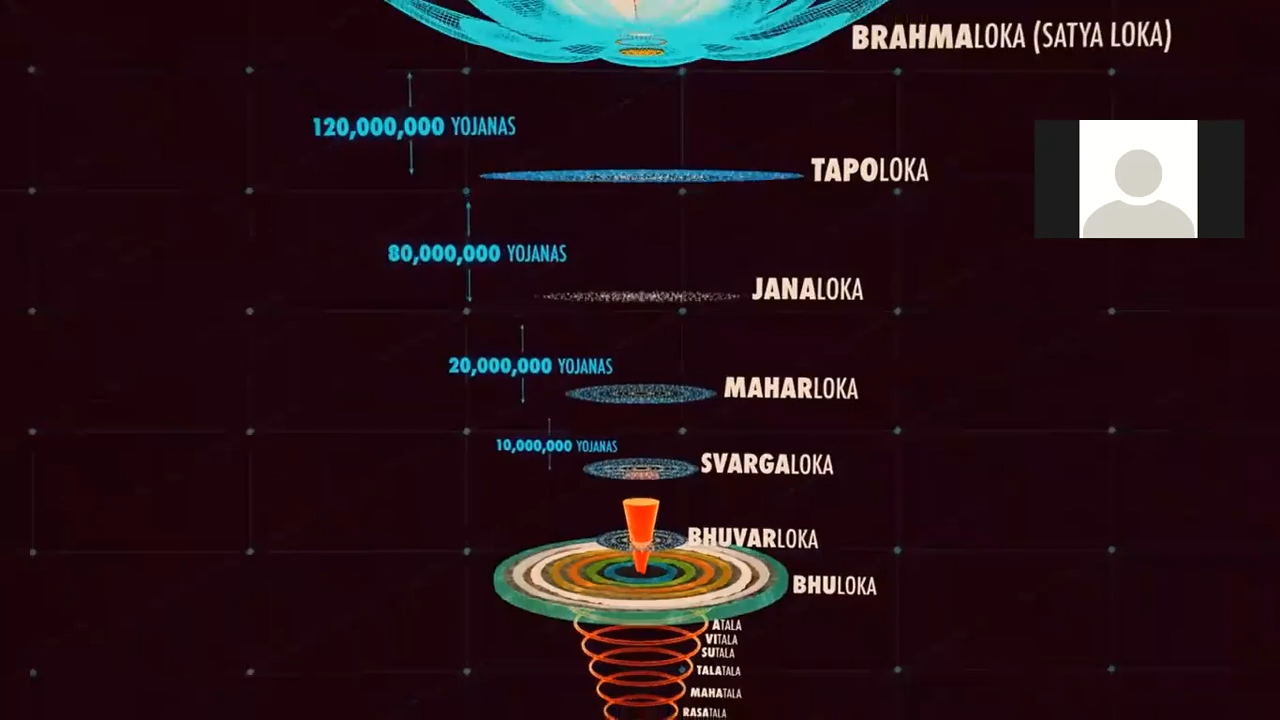 BRAHMALOKA (SATYA LOKA)
120,000,000 YOJANAS
TAPOLOKA
80,000,000 YOJANAS
JANALOKA
20,000,000 YOJANAS
MAHARLOKA
10,000,000 YOJANAS
SVARGALOKA
BHUVARLOKA
BHULOKA
ATALA
VITALA
SUTALA
TALATALA
MAHATALA
RASATALA